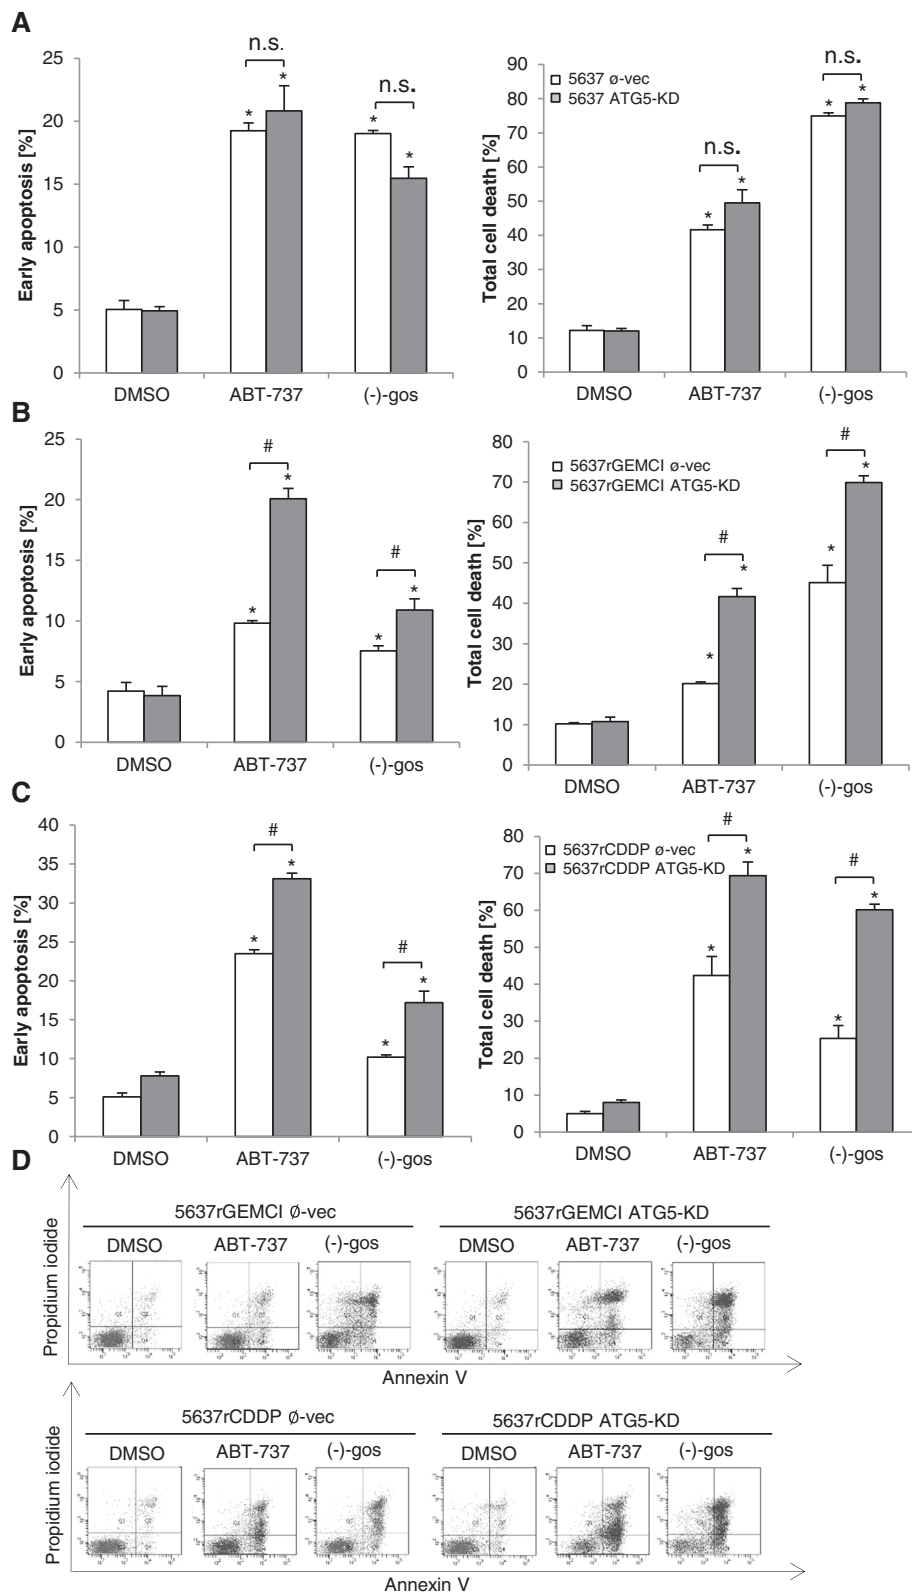 A
Early apoptosis [%]
25
20
15
10
5
0
n.s.
*
*
n.s.
*
*
DMSO
ABT-737
(-)-gos
Total cell death [%]
90
80
70
60
50
40
30
20
10
0
5637 ø-vec
5637 ATG5-KD
n.s.
*
*
n.s.
*
*
DMSO
ABT-737
(-)-gos
B
Early apoptosis [%]
25
20
15
10
5
0
#
*
*
#
*
*
DMSO
ABT-737
(-)-gos
Total cell death [%]
80
70
60
50
40
30
20
10
0
5637rGEMCI ø-vec
5637rGEMCI ATG5-KD
#
*
*
#
*
*
DMSO
ABT-737
(-)-gos
C
Early apoptosis [%]
40
35
30
25
20
15
10
5
0
#
*
*
#
*
*
DMSO
ABT-737
(-)-gos
Total cell death [%]
80
70
60
50
40
30
20
10
0
5637rCDDP ø-vec
5637rCDDP ATG5-KD
#
*
*
#
*
*
DMSO
ABT-737
(-)-gos
D
Propidium iodide
5637rGEMCI Ø-vec
DMSO
ABT-737
(-)-gos
5637rGEMCI ATG5-KD
DMSO
ABT-737
(-)-gos
Annexin V
Propidium iodide
5637rCDDP Ø-vec
DMSO
ABT-737
(-)-gos
5637rCDDP ATG5-KD
DMSO
ABT-737
(-)-gos
Annexin V